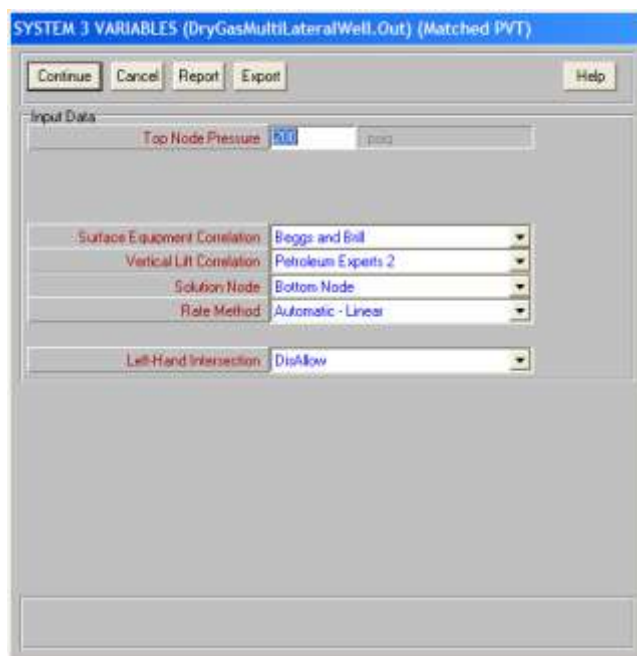 SYSTEM 3 VARIABLES (DryGasMultiLateralWell.Out) (Matched PVT)
Continue Cancel Report Export Help
Input Data
Top Node Pressure 200 psig
Surface Equipment Correlation Beggs and Brill
Vertical Lift Correlation Petroleum Experts 2
Solution Node Bottom Node
Rate Method Automatic - Linear
Left-Hand Intersection DisAllow